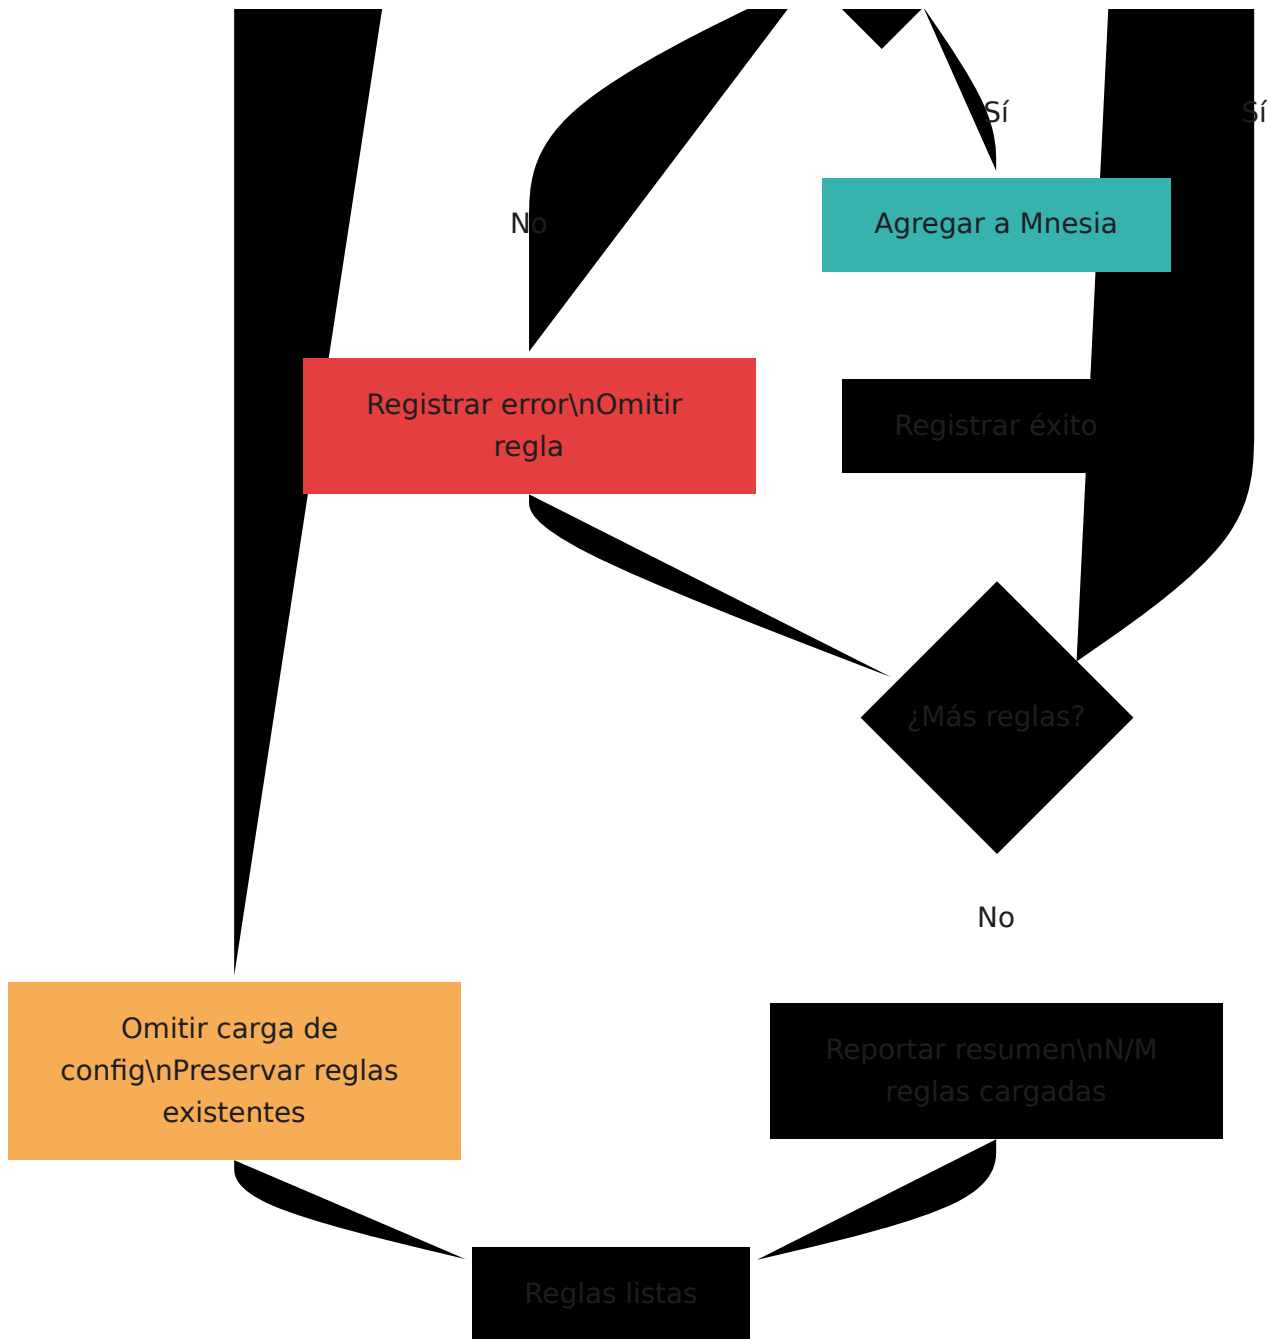 Sí
Sí
No
Agregar a Mnesia
Registrar error\nOmitir
regla
Registrar éxito
¿Más reglas?
No
Omitir carga de
config\nPreservar reglas
existentes
Reportar resumen\nN/M
reglas cargadas
Reglas listas